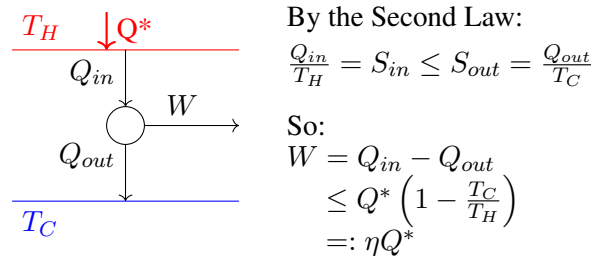 T_H Q*
Q_in
W
Q_out
T_C
By the Second Law:
Q_in/T_H = S_in ≤ S_out = Q_out/T_C
So:
W = Q_in − Q_out
≤ Q* (1 − T_C/T_H)
=: ηQ*